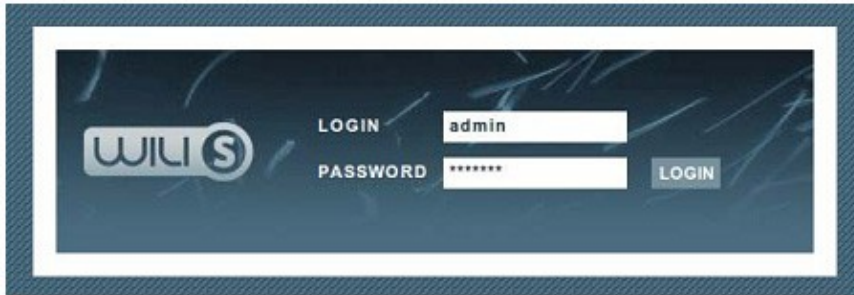 WILI S
LOGIN admin
PASSWORD ******* LOGIN